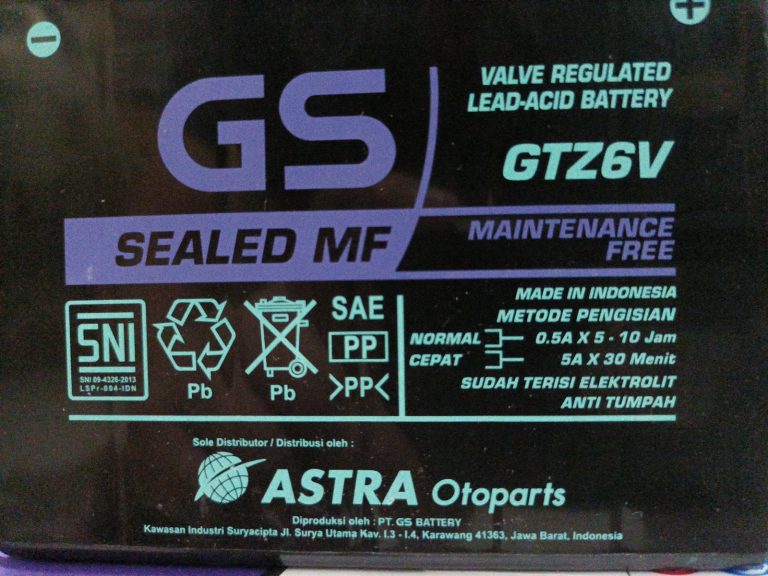 GS
VALVE REGULATED
LEAD-ACID BATTERY
GTZ6V
SEALED MF
MAINTENANCE
FREE
SNI
SNI 09-4326-2013
LSPr-004-IDN
Pb
Pb
SAE
PP
>PP<
MADE IN INDONESIA
METODE PENGISIAN
NORMAL 0.5A X 5 - 10 Jam
CEPAT 5A X 30 Menit
SUDAH TERISI ELEKTROLIT
ANTI TUMPAH
Sole Distributor / Distribusi oleh :
ASTRA Otoparts
Diproduksi oleh : PT. GS BATTERY
Kawasan Industri Suryacipta Jl. Surya Utama Kav. I.3 - I.4, Karawang 41363, Jawa Barat, Indonesia